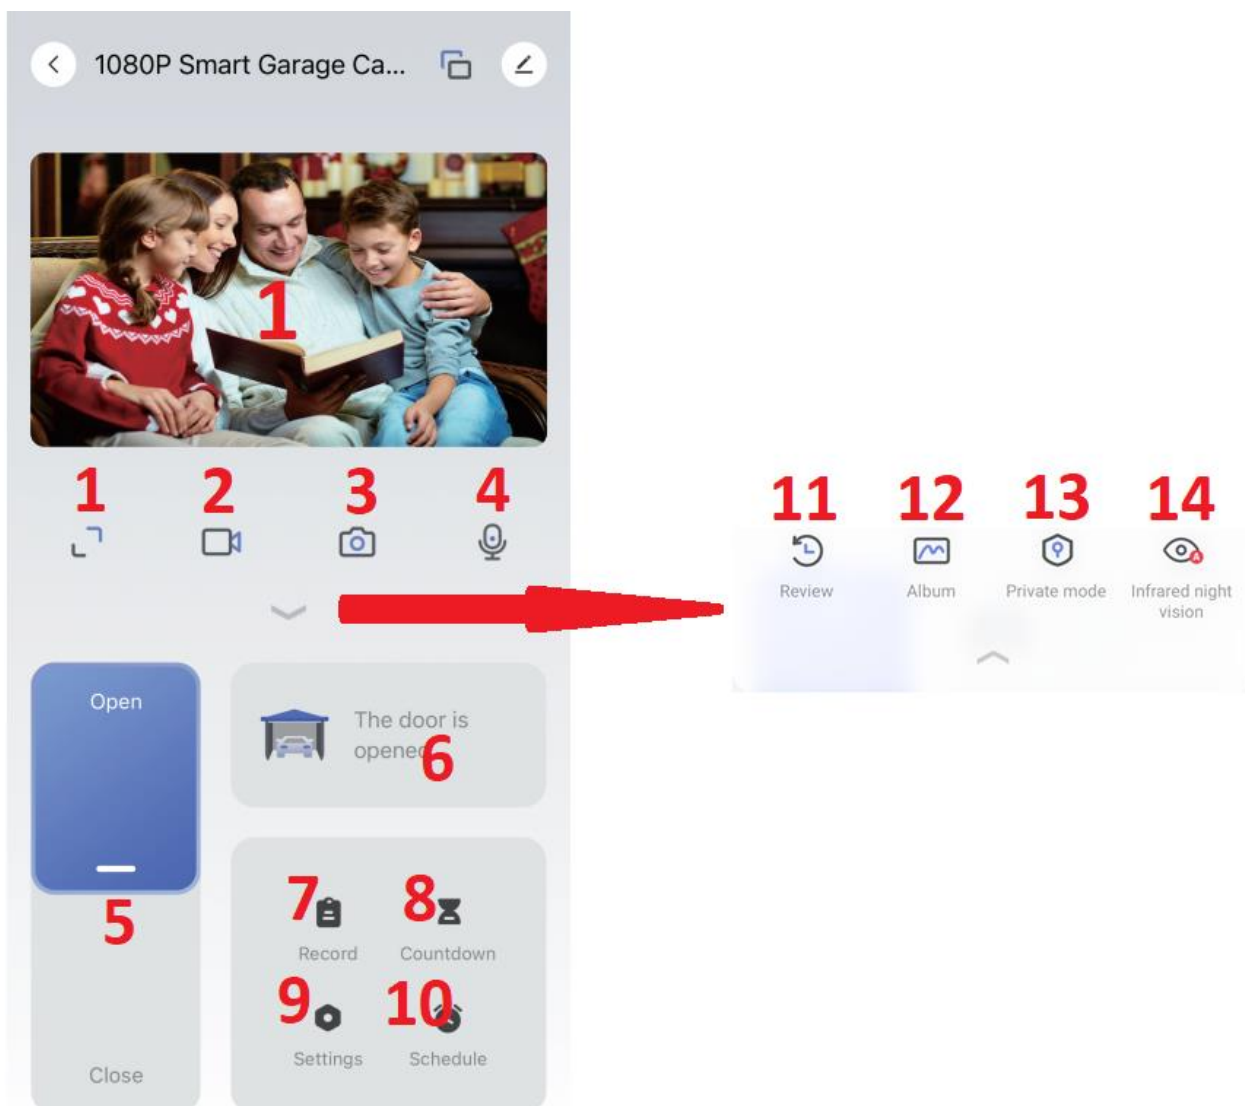 1080P Smart Garage Ca...
1
1 2 3 4
11 12 13 14
Review Album Private mode Infrared night
vision
Open
The door is
opened
6
5
7 8
Record Countdown
9 10
Settings Schedule
Close